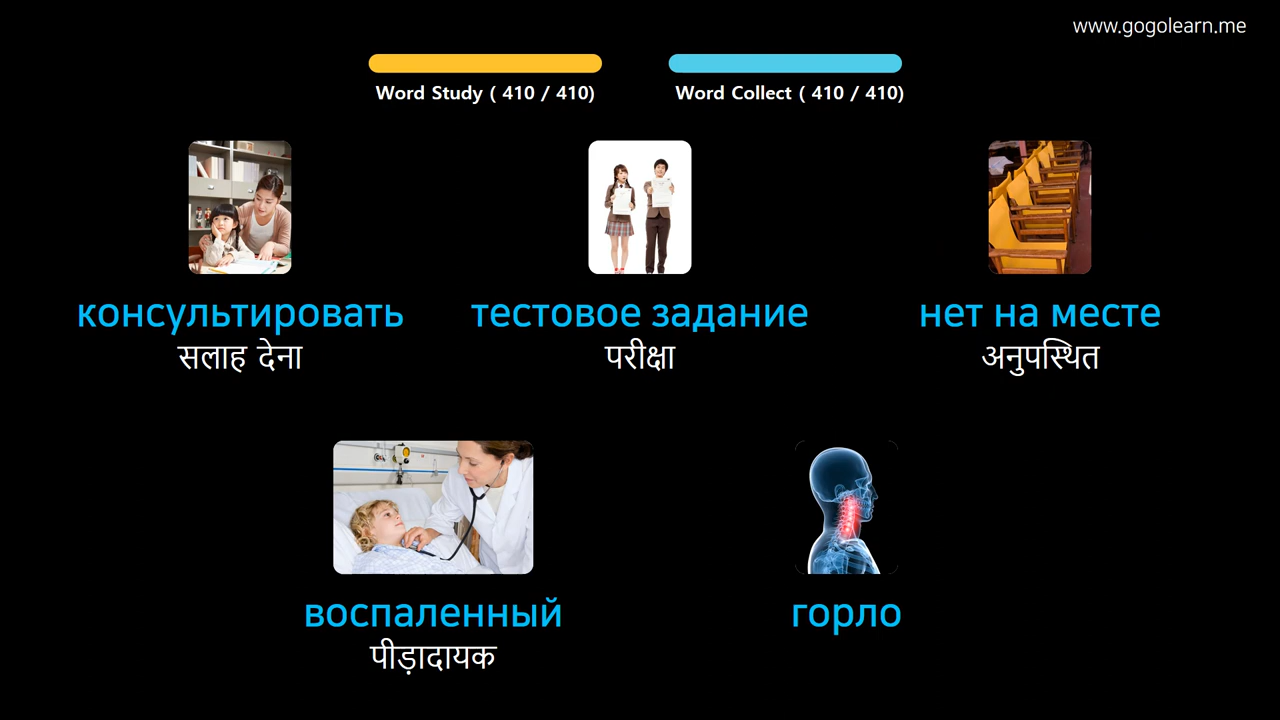 www.gogolearn.me
Word Study ( 410 / 410)
Word Collect ( 410 / 410)
консультировать
सलाह देना
тестовое задание
परीक्षा
нет на месте
अनुपस्थित
воспаленный
पीड़ादायक
горло